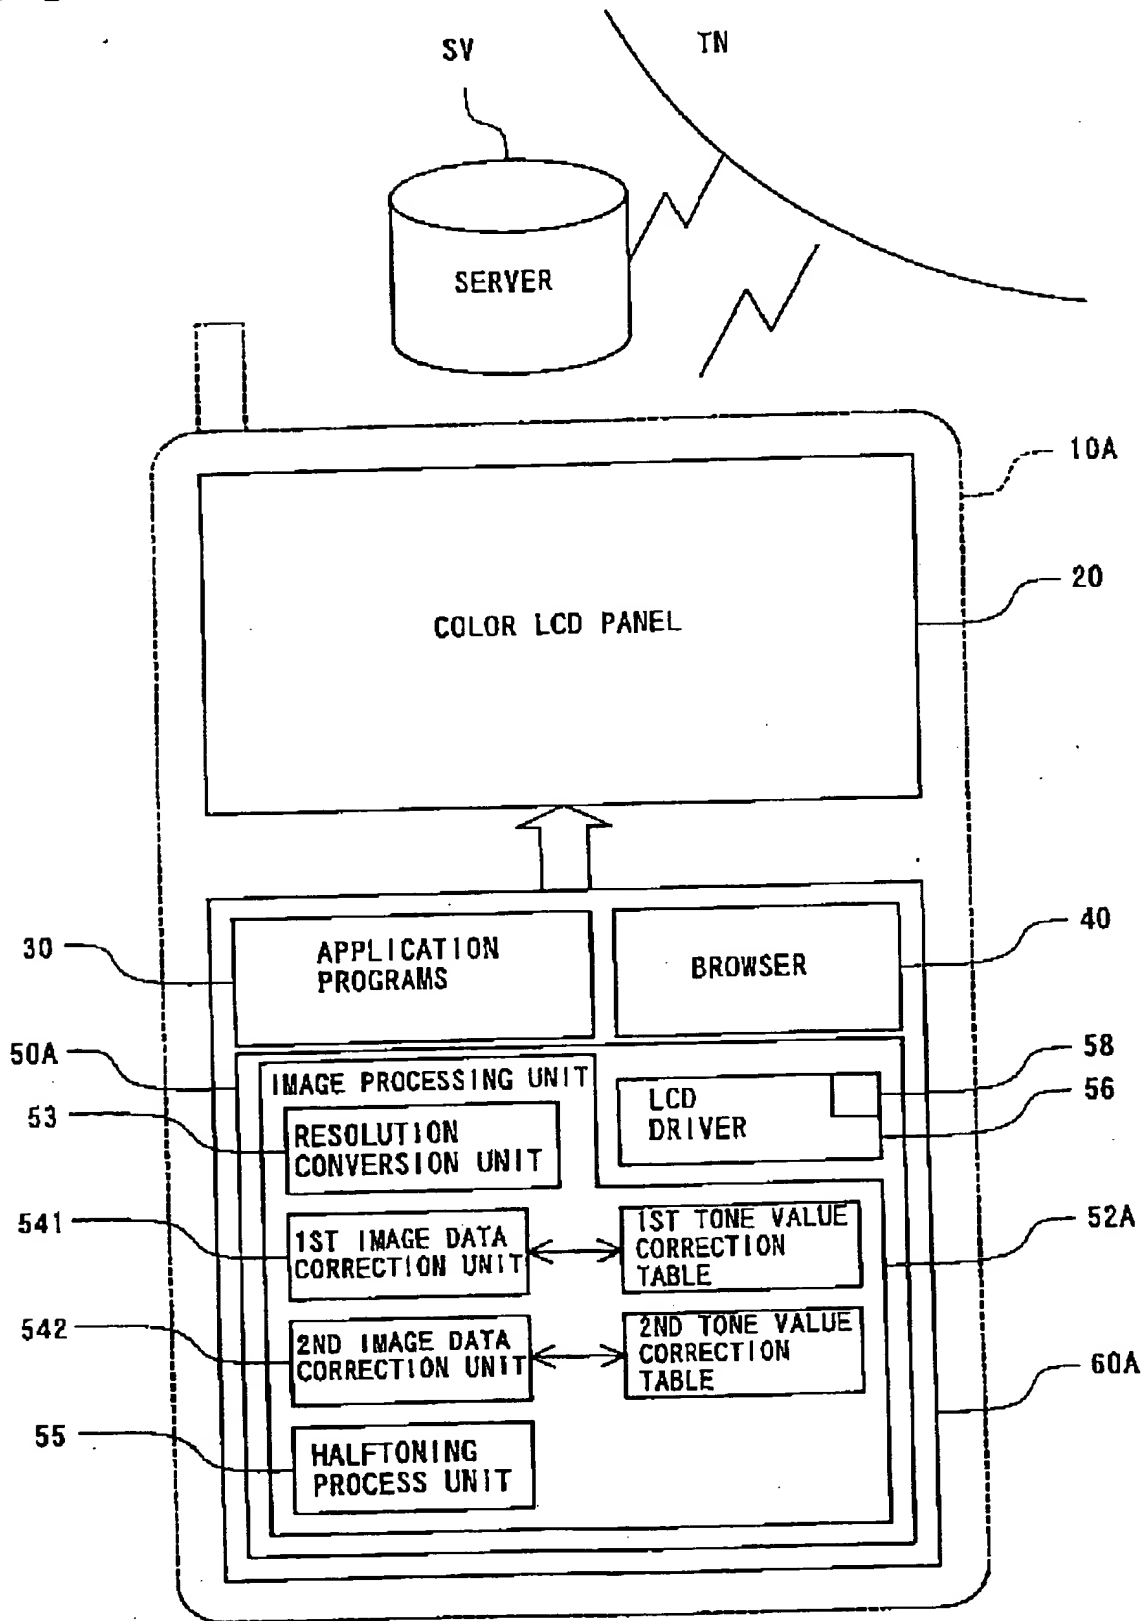 SV
TN
SERVER
10A
20
COLOR LCD PANEL
30
APPLICATION
PROGRAMS
BROWSER
40
50A
IMAGE PROCESSING UNIT
58
LCD
DRIVER
56
53
RESOLUTION
CONVERSION UNIT
541
1ST IMAGE DATA
CORRECTION UNIT
1ST TONE VALUE
CORRECTION
TABLE
52A
542
2ND IMAGE DATA
CORRECTION UNIT
2ND TONE VALUE
CORRECTION
TABLE
60A
55
HALFTONING
PROCESS UNIT